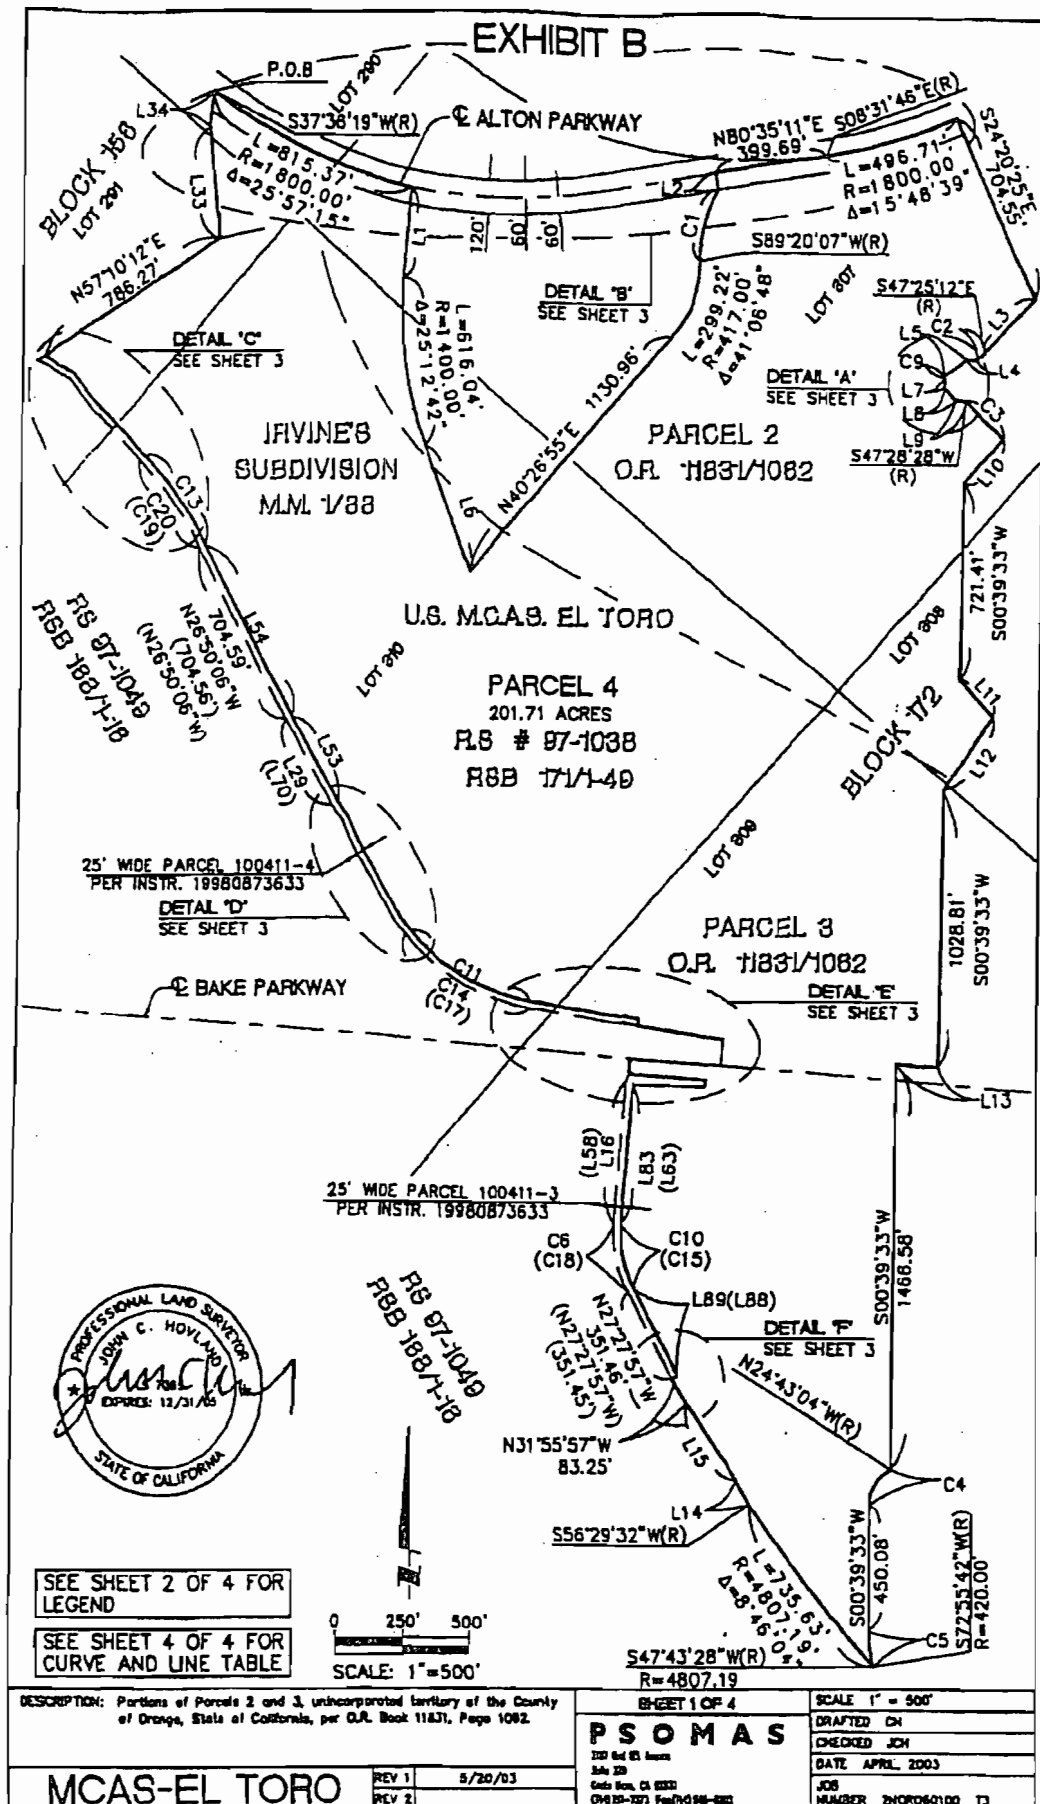 EXHIBIT B
P.O.B
LOT 290
L34
S37°36'19"W(R)
℄ ALTON PARKWAY
N80°35'11"E
399.69'
S08°31'46"E(R)
S24°20'25"E
704.55'
BLOCK 156
LOT 291
L33
L=815.37'
R=1800.00'
Δ=25°57'15"
L2
L=496.71'
R=1800.00
Δ=15°48'39"
L1
120'
60'
60'
C1
S89°20'07"W(R)
N57°10'12"E
786.27'
DETAIL "B"
SEE SHEET 3
LOT 307
S47°25'12"E
(R)
L3
L5
C2
DETAIL "C"
SEE SHEET 3
L=616.04'
R=1400.00'
Δ=25°12'42"
L=299.22'
R=417.00'
Δ=41°06'48"
C9
L4
DETAIL "A"
SEE SHEET 3
L7
L8
C3
L9
S47°28'28"W
(R)
L10
1130.96'
N40°26'55"E
IRVINE'S
SUBDIVISION
M.M. 1/88
PARCEL 2
O.R. 11831/1082
C13
C20
(C19)
L6
721.41'
S00°39'33"W
RS 97-1049
RSB 188/1-18
L54
N26°50'06"W
704.59'
(704.56')
(N26°50'06"W)
U.S. M.C.A.S. EL TORO
LOT 310
LOT 308
PARCEL 4
201.71 ACRES
R.S # 97-1038
RSB 171/1-49
L11
BLOCK 172
L12
L53
L29
(L70)
LOT 309
25' WIDE PARCEL 100411-4
PER INSTR. 19980873633
DETAIL "D"
SEE SHEET 3
PARCEL 3
O.R. 11831/1082
1028.81'
S00°39'33"W
C11
C14
(C17)
℄ BAKE PARKWAY
DETAIL "E"
SEE SHEET 3
L13
(L58)
L16
L83
(L63)
25' WIDE PARCEL 100411-3
PER INSTR. 19980873633
C6
(C18)
C10
(C15)
S00°39'33"W
1466.58'
RS 97-1049
RSB 188/1-18
L89(L88)
N27°27'57"W
351.46'
(N27°27'57"W)
(351.45')
DETAIL "F"
SEE SHEET 3
N24°43'04"W(R)
PROFESSIONAL LAND SURVEYOR
JOHN C. HOVLAND
EXPIRES: 12/31/05
STATE OF CALIFORNIA
N31°55'57"W
83.25'
L15
C4
L14
S56°29'32"W(R)
L=735.63'
R=4807.19'
S00°39'33"W
450.08'
S72°55'42"W(R)
R=420.00'
C5
SEE SHEET 2 OF 4 FOR
LEGEND
SEE SHEET 4 OF 4 FOR
CURVE AND LINE TABLE
0 250' 500'
SCALE: 1"=500'
S47°43'28"W(R)
R=4807.19
DESCRIPTION: Portions of Parcels 2 and 3, unincorporated territory of the County
of Orange, State of California, per O.R. Book 11831, Page 1082.
SHEET 1 OF 4
PSOMAS
SCALE 1" = 500'
DRAFTED CH
CHECKED JCH
DATE APRIL, 2003
JOB
NUMBER
MCAS-EL TORO
REV 1 5/20/03
REV 2